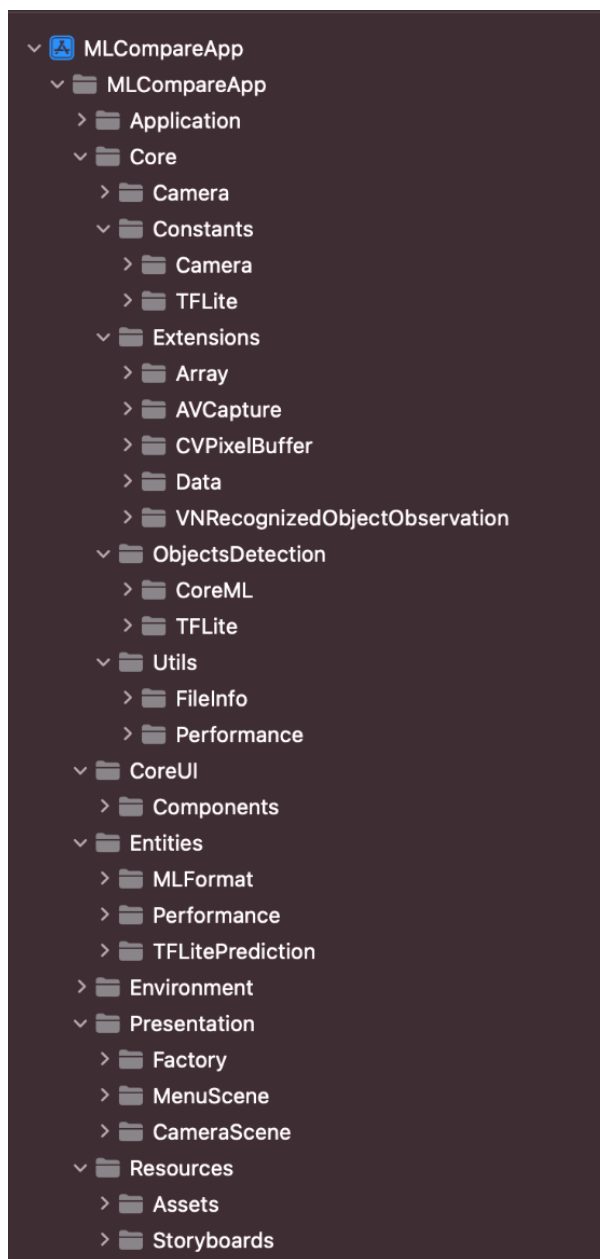 MLCompareApp
MLCompareApp
Application
Core
Camera
Constants
Camera
TFLite
Extensions
Array
AVCapture
CVPixelBuffer
Data
VNRecognizedObjectObservation
ObjectsDetection
CoreML
TFLite
Utils
FileInfo
Performance
CoreUI
Components
Entities
MLFormat
Performance
TFLitePrediction
Environment
Presentation
Factory
MenuScene
CameraScene
Resources
Assets
Storyboards